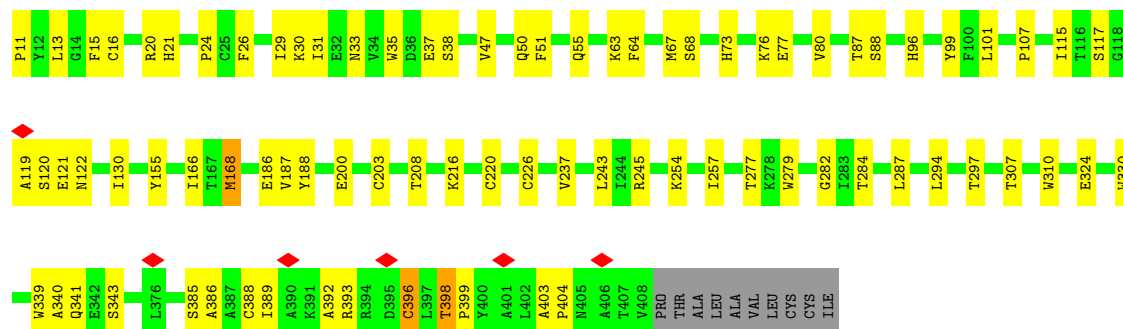 P11 Y12 L13 G14 F15 C16 R20 H21 P24 C25 F26 I29 K30 I31 E32 N33 V34 W35 D36 E37 S38 V47 Q50 F51 Q55 K63 F64 M67 S68 H73 K76 E77 V80 T87 S88 H96 Y99 F100 L101 P107 I115 T116 S117 G118
A119 S120 E121 N122 I130 Y155 I166 T167 M168 E186 V187 Y188 E200 C203 T208 K216 C220 C226 V237 L243 I244 R245 K254 I257 T277 K278 W279 G282 I283 T284 L287 L294 T297 T307 W310 E324
W339 A340 Q341 E342 S343 L376 S385 A386 A387 C388 I389 A390 K391 A392 R393 R394 D395 C396 L397 T398 P399 Y400 A401 L402 A403 P404 N405 A406 T407 V408 PRO THR ALA LEU ALA VAL LEU CYS CYS ILE